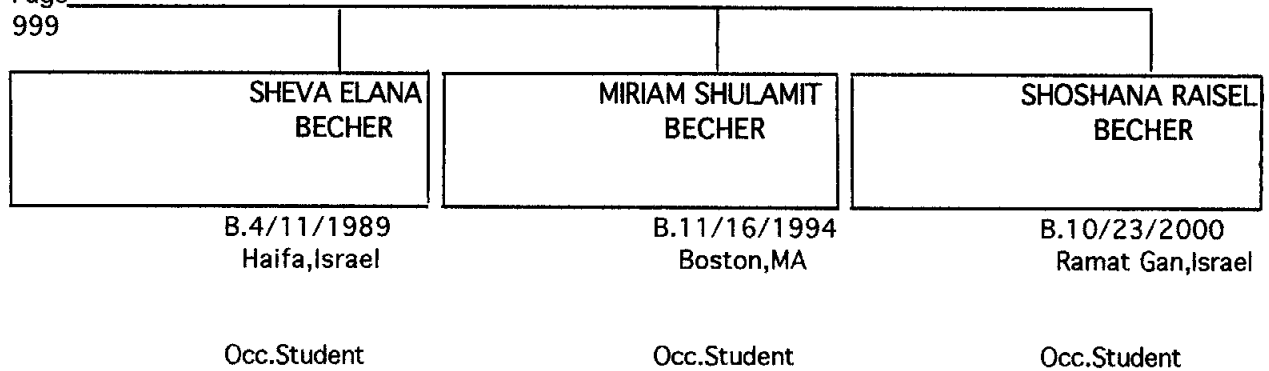 Page
999
SHEVA ELANA
BECHER
MIRIAM SHULAMIT
BECHER
SHOSHANA RAISEL
BECHER
B.4/11/1989
Haifa,Israel
B.11/16/1994
Boston,MA
B.10/23/2000
Ramat Gan,Israel
Occ.Student
Occ.Student
Occ.Student